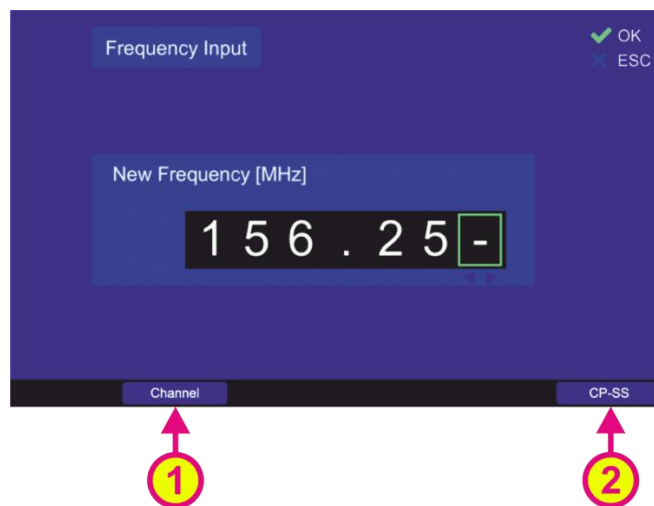 Frequency Input
OK
ESC
New Frequency [MHz]
156.25-
Channel
CP-SS
1
2